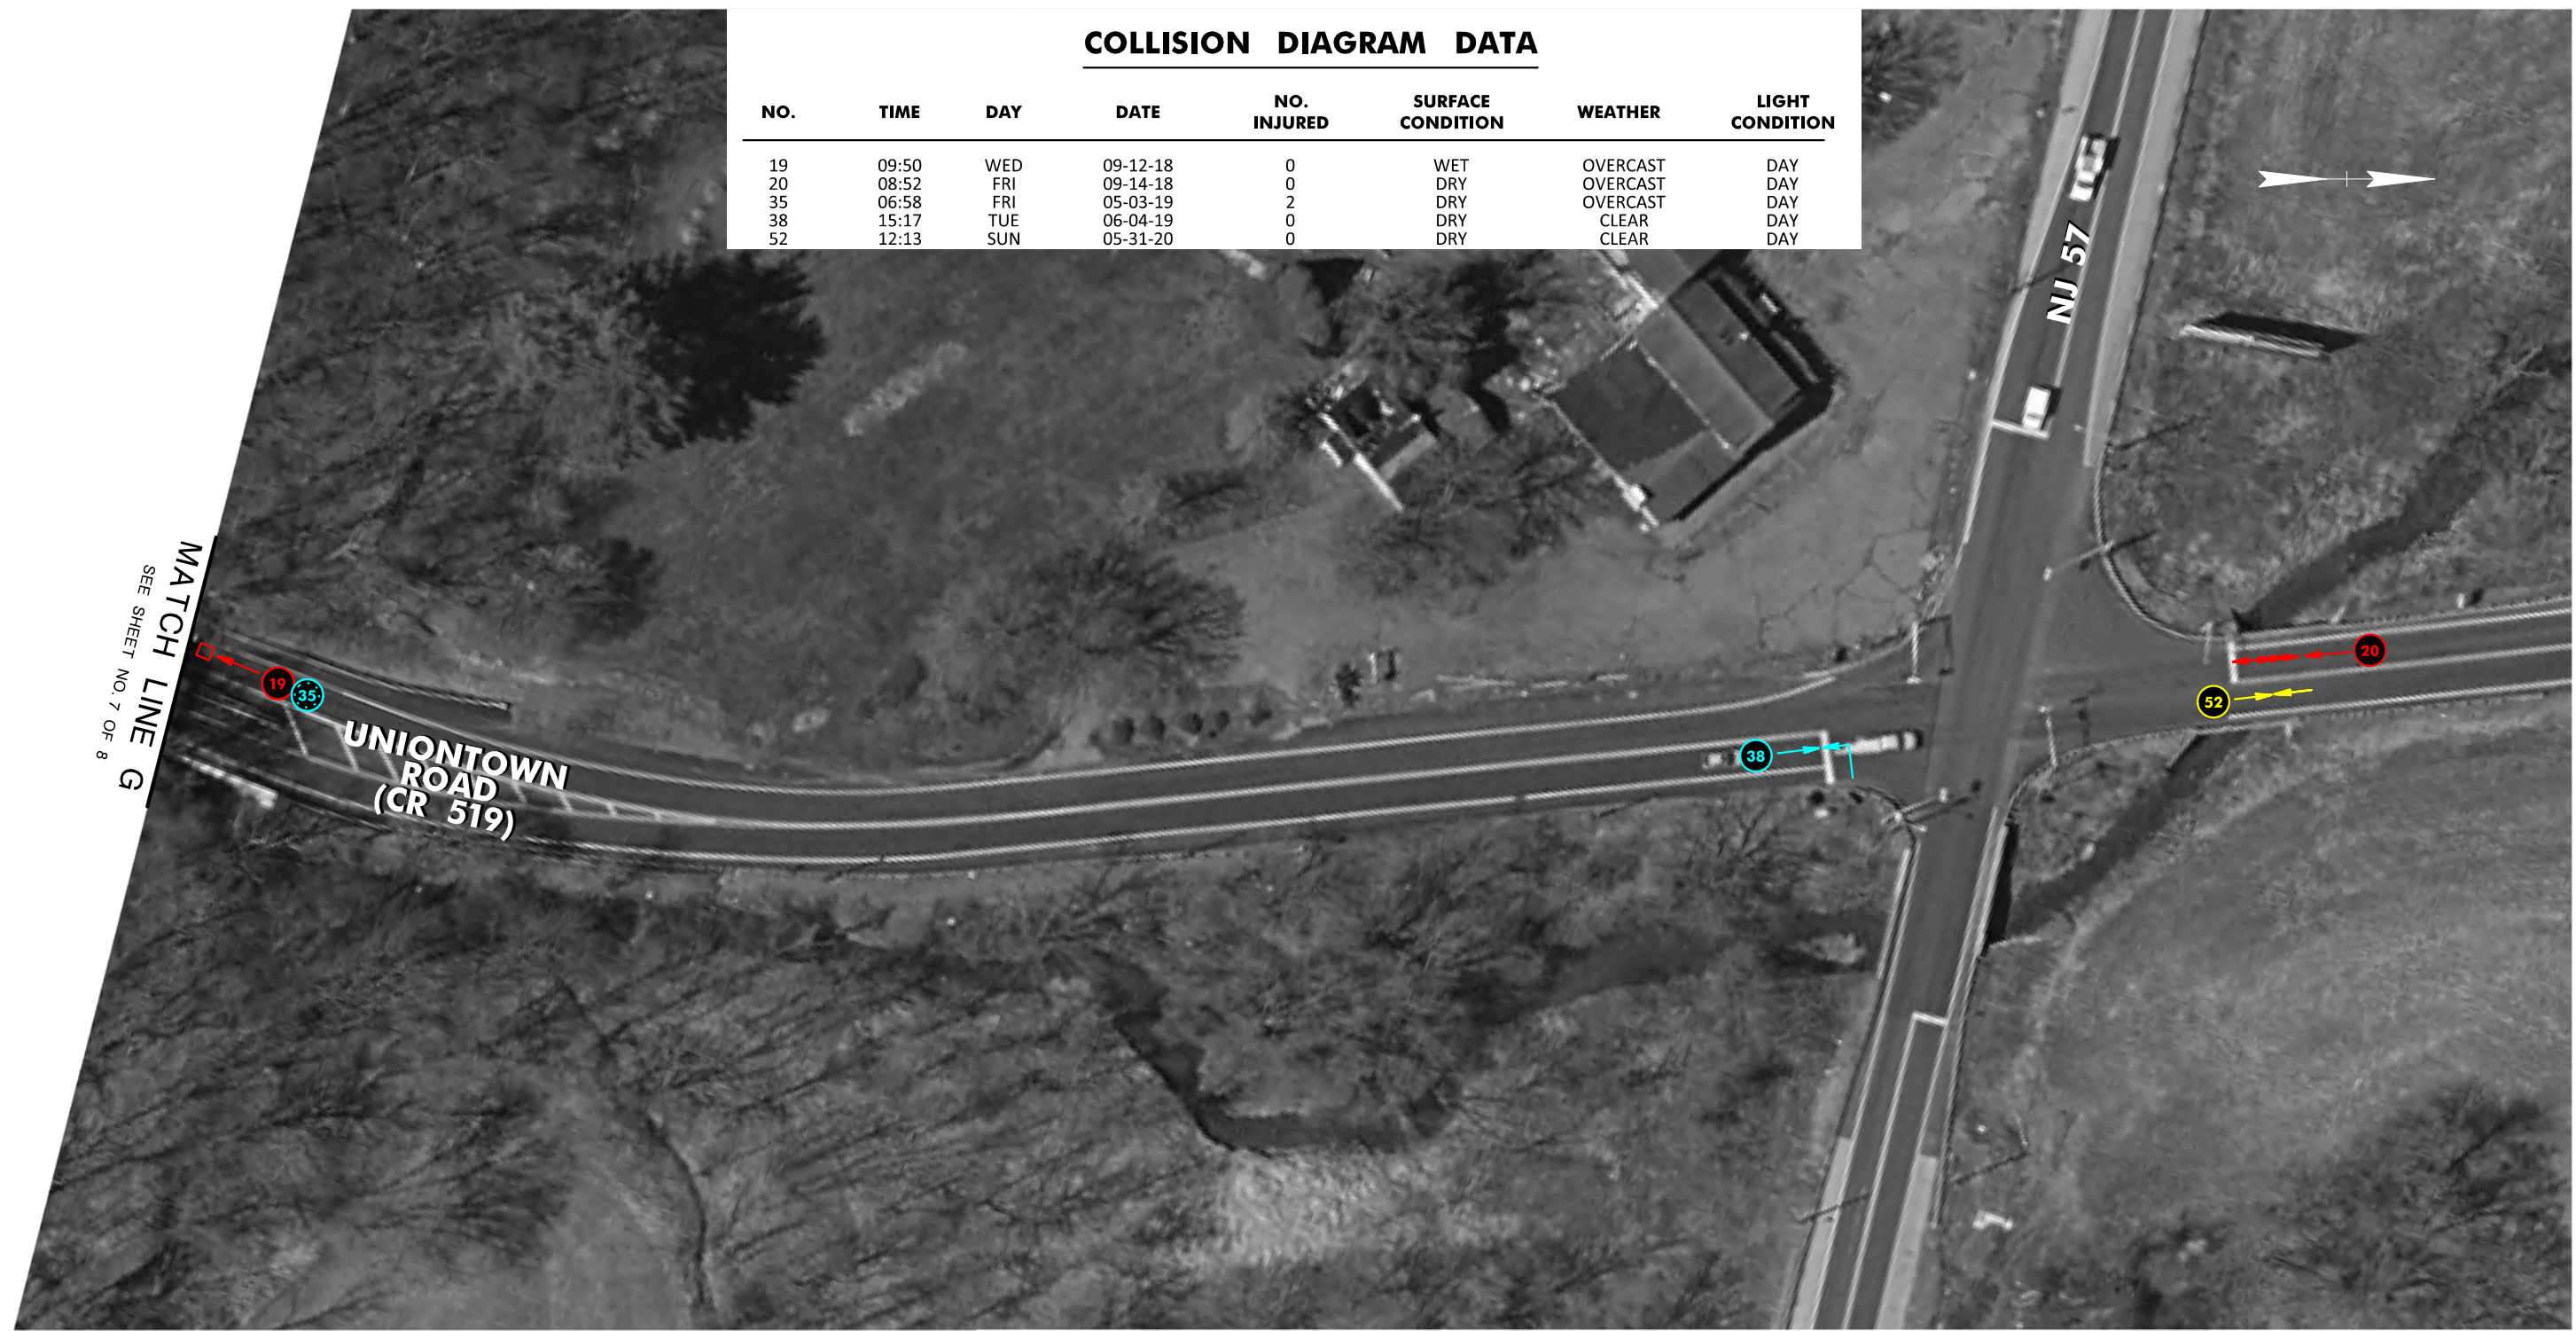 COLLISION DIAGRAM DATA
NO. TIME DAY DATE NO. INJURED SURFACE CONDITION WEATHER LIGHT CONDITION
19 09:50 WED 09-12-18 0 WET OVERCAST DAY
20 08:52 FRI 09-14-18 0 DRY OVERCAST DAY
35 06:58 FRI 05-03-19 2 DRY OVERCAST DAY
38 15:17 TUE 06-04-19 0 DRY CLEAR DAY
52 12:13 SUN 05-31-20 0 DRY CLEAR DAY
NJ 57
MATCH LINE G
SEE SHEET NO. 7 OF 8
19
35
UNIONTOWN
ROAD
(CR 519)
38
20
52